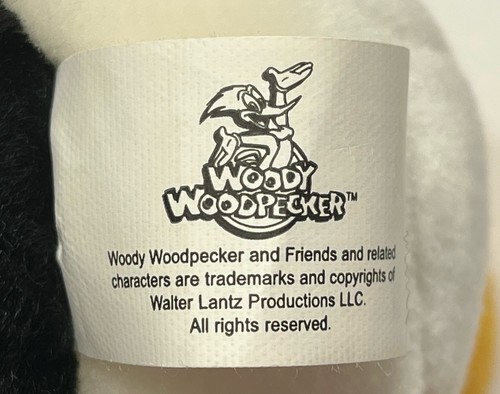 WOODY
WOODPECKER™
Woody Woodpecker and Friends and related
characters are trademarks and copyrights of
Walter Lantz Productions LLC.
All rights reserved.